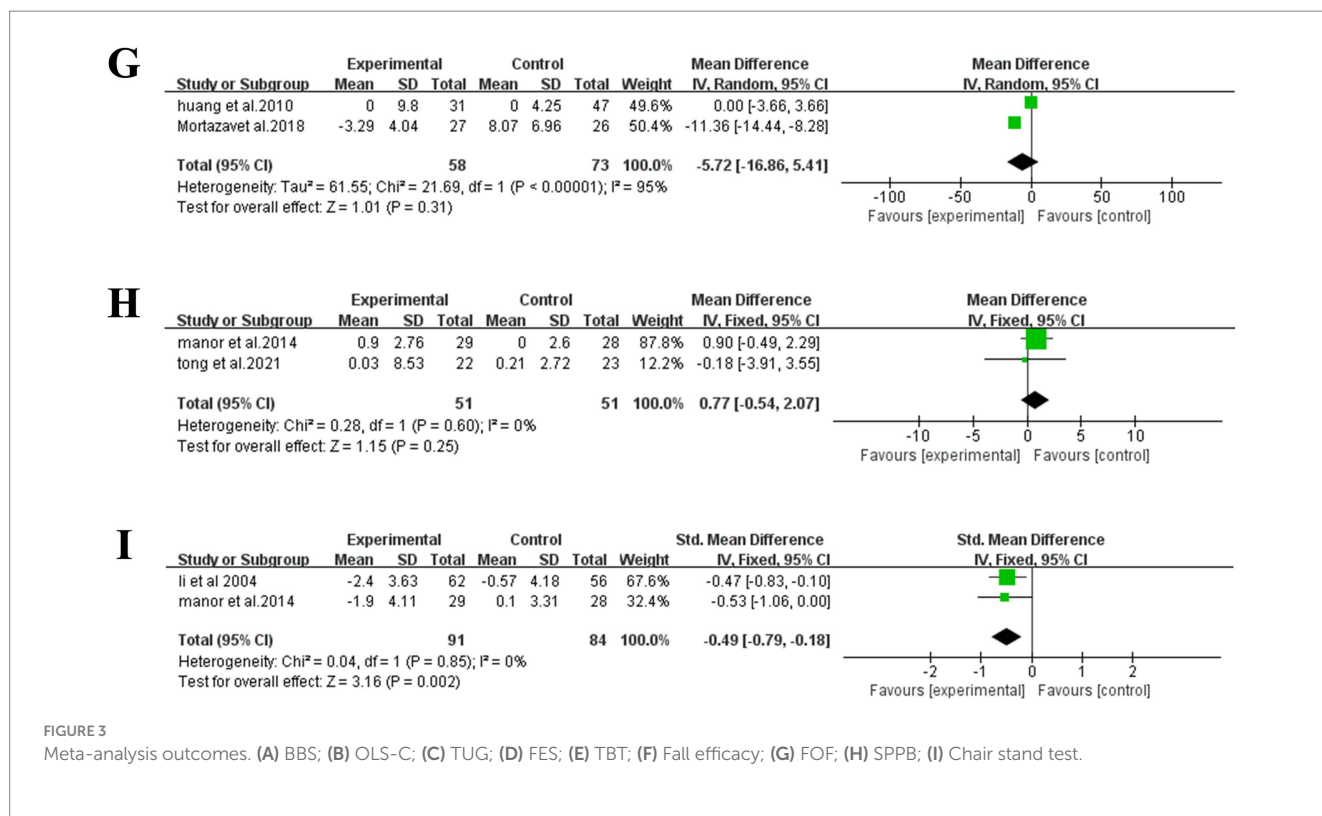 G
Experimental Control Mean Difference Mean Difference
Study or Subgroup Mean SD Total Mean SD Total Weight IV, Random, 95% CI IV, Random, 95% CI
huang et al.2010 0 9.8 31 0 4.25 47 49.6% 0.00 [-3.66, 3.66]
Mortazavet al.2018 -3.29 4.04 27 8.07 6.96 26 50.4% -11.36 [-14.44, -8.28]
Total (95% CI) 58 73 100.0% -5.72 [-16.86, 5.41]
Heterogeneity: Tau² = 61.55; Chi² = 21.69, df = 1 (P < 0.00001); I² = 95%
Test for overall effect: Z = 1.01 (P = 0.31)
-100 -50 0 50 100
Favours [experimental] Favours [control]
H
Experimental Control Mean Difference Mean Difference
Study or Subgroup Mean SD Total Mean SD Total Weight IV, Fixed, 95% CI IV, Fixed, 95% CI
manor et al.2014 0.9 2.76 29 0 2.6 28 87.8% 0.90 [-0.49, 2.29]
tong et al.2021 0.03 8.53 22 0.21 2.72 23 12.2% -0.18 [-3.91, 3.55]
Total (95% CI) 51 51 100.0% 0.77 [-0.54, 2.07]
Heterogeneity: Chi² = 0.28, df = 1 (P = 0.60); I² = 0%
Test for overall effect: Z = 1.15 (P = 0.25)
-10 -5 0 5 10
Favours [experimental] Favours [control]
I
Experimental Control Std. Mean Difference Std. Mean Difference
Study or Subgroup Mean SD Total Mean SD Total Weight IV, Fixed, 95% CI IV, Fixed, 95% CI
li et al 2004 -2.4 3.63 62 -0.57 4.18 56 67.6% -0.47 [-0.83, -0.10]
manor et al.2014 -1.9 4.11 29 0.1 3.31 28 32.4% -0.53 [-1.06, 0.00]
Total (95% CI) 91 84 100.0% -0.49 [-0.79, -0.18]
Heterogeneity: Chi² = 0.04, df = 1 (P = 0.85); I² = 0%
Test for overall effect: Z = 3.16 (P = 0.002)
-2 -1 0 1 2
Favours [experimental] Favours [control]
FIGURE 3
Meta-analysis outcomes. (A) BBS; (B) OLS-C; (C) TUG; (D) FES; (E) TBT; (F) Fall efficacy; (G) FOF; (H) SPPB; (I) Chair stand test.